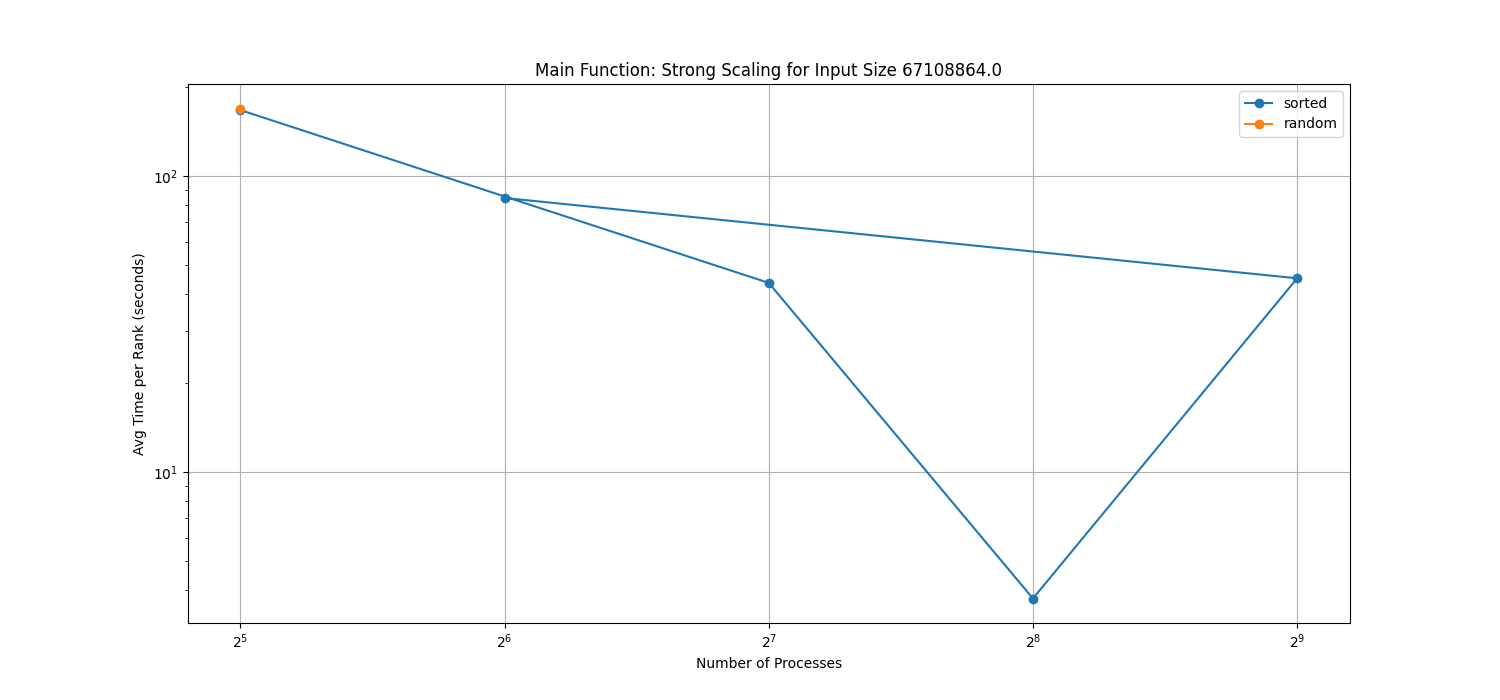 Main Function: Strong Scaling for Input Size 67108864.0
sorted
random
Avg Time per Rank (seconds)
10²
10¹
2⁵
2⁶
2⁷
2⁸
2⁹
Number of Processes